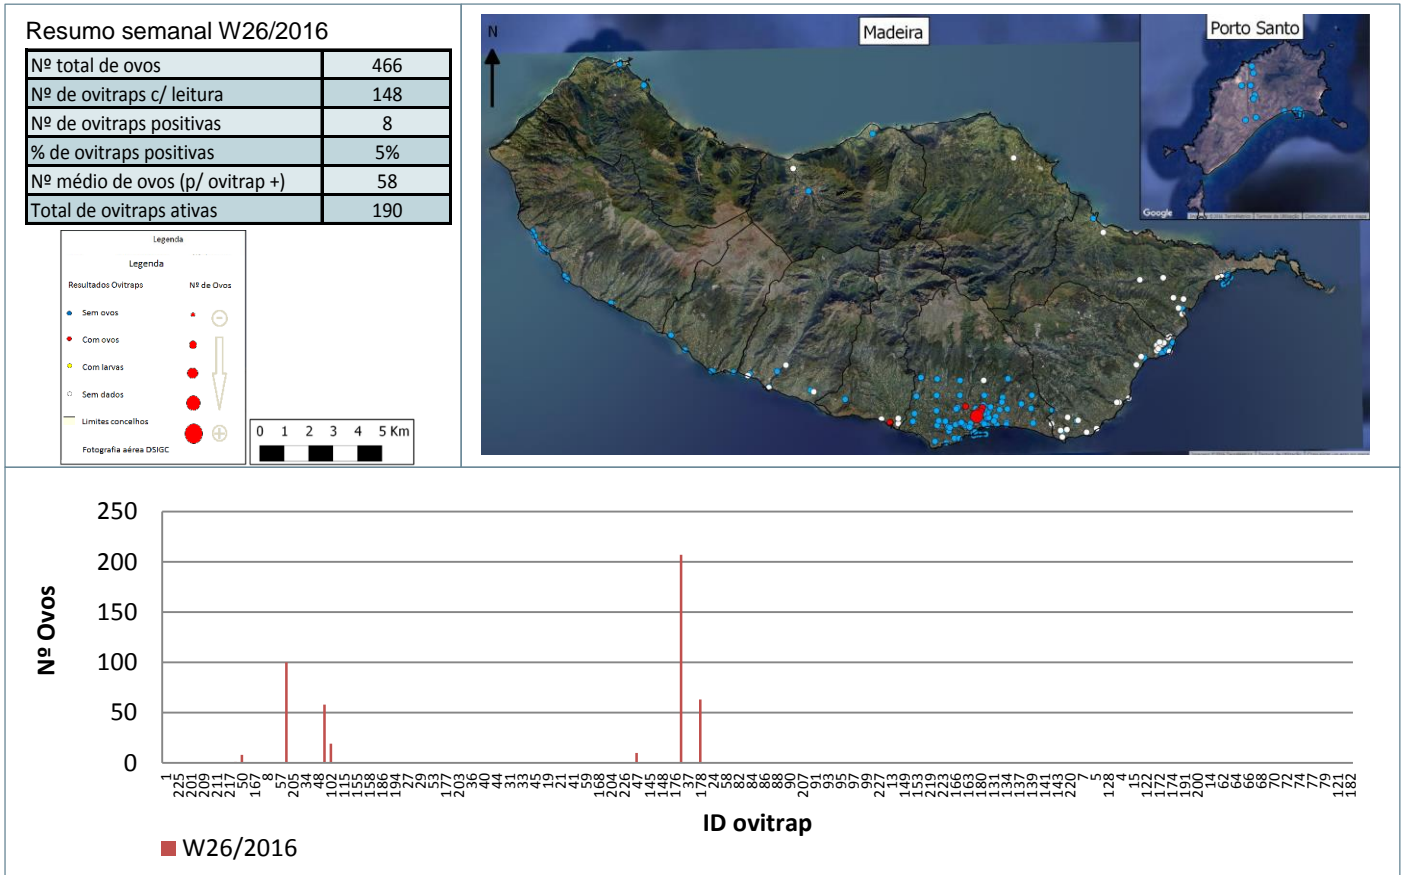 Resumo semanal W26/2016
Nº total de ovos 466
Nº de ovitraps c/ leitura 148
Nº de ovitraps positivas 8
% de ovitraps positivas 5%
Nº médio de ovos (p/ ovitrap +) 58
Total de ovitraps ativas 190
Legenda
Legenda
Resultados Ovitraps Nº de Ovos
Sem ovos
Com ovos
Com larvas
Sem dados
Limites concelhos
Fotografia aérea DSIGC
0 1 2 3 4 5 Km
N
Madeira
Porto Santo
Google
250
200
150
100
50
0
Nº Ovos
1 225 201 209 211 217 50 167 8 57 205 34 48 102 115 155 158 186 194 27 20 53 177 203 36 40 44 31 33 45 19 21 41 59 168 204 226 47 145 148 176 37 178 24 58 82 84 86 88 90 207 91 93 95 97 99 227 13 149 153 219 223 166 163 180 131 134 137 139 141 143 220 7 5 128 4 15 122 172 174 191 200 14 62 64 66 68 70 72 74 77 79 121 182
ID ovitrap
W26/2016